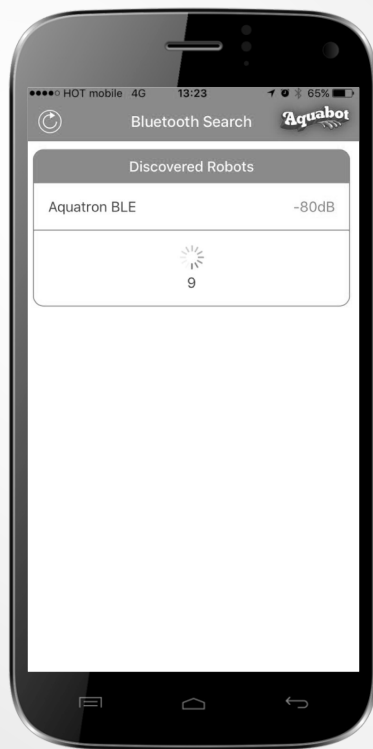 HOT mobile 4G 13:23 65%
Bluetooth Search Aquabot
Discovered Robots
Aquatron BLE -80dB
9